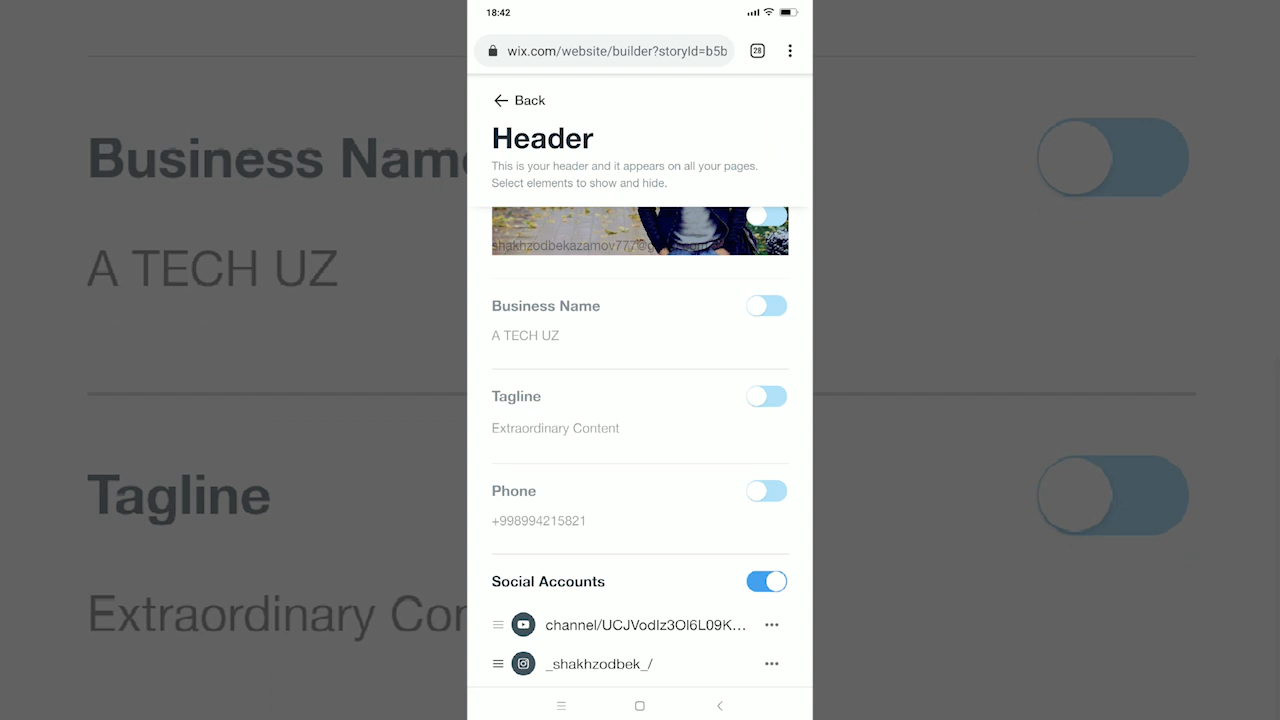 18:42
wix.com/website/builder?storyId=b5b
28
Back
Header
This is your header and it appears on all your pages.
Select elements to show and hide.
Business Name
A TECH UZ
Tagline
Extraordinary Content
Phone
+998994215821
Social Accounts
channel/UCJVodIz3OI6L09K...
_shakhzodbek_/
Business Name
A TECH UZ
Tagline
Extraordinary Cor